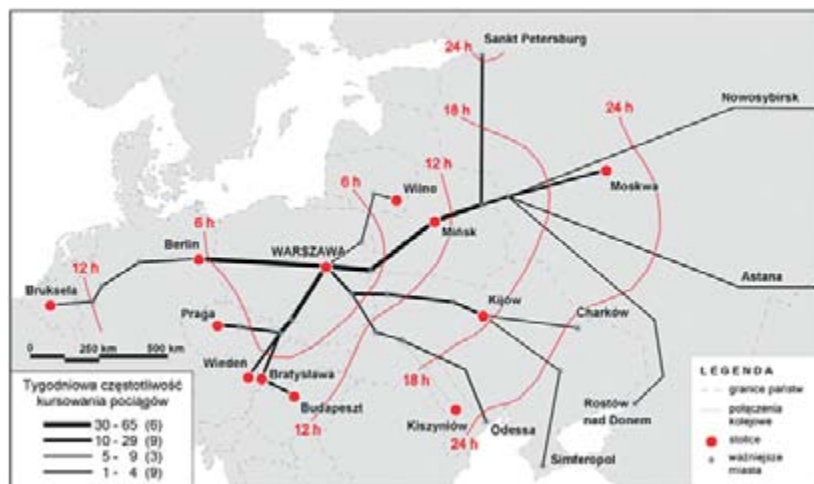 24 h
Sankt Petersburg
18 h
24 h
Nowosybirsk
12 h
Moskwa
6 h
Wilno
6 h
Mińsk
Berlin
WARSZAWA
12 h
Bruksela
Astana
Praga
Kijów
Charków
0 250 km 500 km
Wiedeń
Bratysława
18 h
Budapeszt
12 h
Kiszyniów
24 h
Odessa
Rostów
nad Donem
Simferopol
Tygodniowa częstotliwość
kursowania pociągów
30 - 65 (6)
10 - 29 (9)
5 - 9 (3)
1 - 4 (9)
LEGENDA
granice państw
połączenia
kolejowe
stolice
ważniejsze
miasta